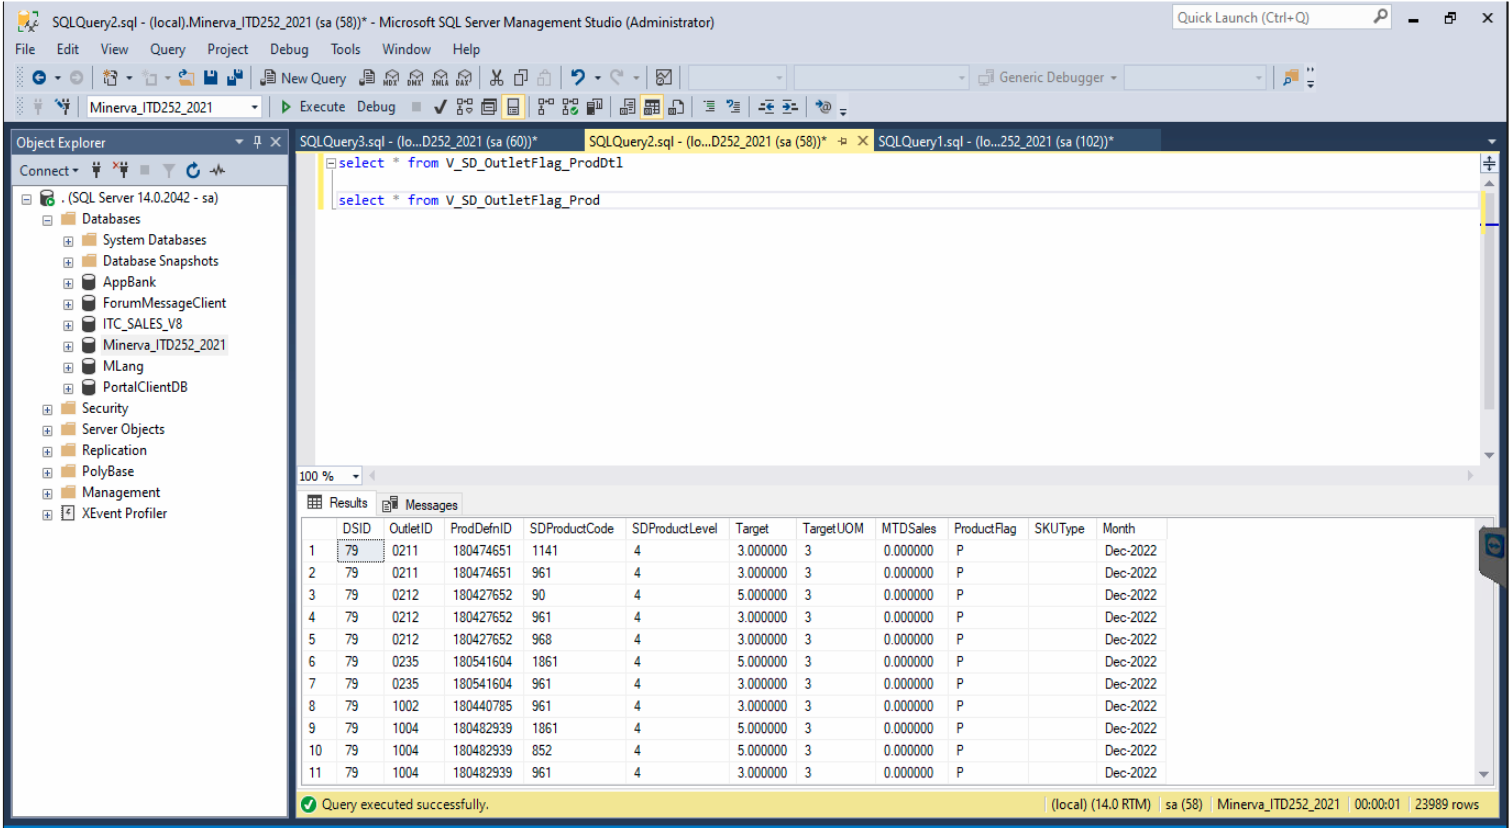 SQLQuery2.sql - (local).Minerva_ITD252_2021 (sa (58))* - Microsoft SQL Server Management Studio (Administrator)
Quick Launch (Ctrl+Q)
File Edit View Query Project Debug Tools Window Help
New Query MDX DMX XMLA DAX Generic Debugger
Minerva_ITD252_2021 Execute Debug
Object Explorer
SQLQuery3.sql - (lo...D252_2021 (sa (60))* SQLQuery2.sql - (lo...D252_2021 (sa (58))* SQLQuery1.sql - (lo...252_2021 (sa (102))*
Connect
. (SQL Server 14.0.2042 - sa)
Databases
System Databases
Database Snapshots
AppBank
ForumMessageClient
ITC_SALES_V8
Minerva_ITD252_2021
MLang
PortalClientDB
Security
Server Objects
Replication
PolyBase
Management
XEvent Profiler
select * from V_SD_OutletFlag_ProdDtl
select * from V_SD_OutletFlag_Prod
100 %
Results Messages
DSID OutletID ProdDefnID SDProductCode SDProductLevel Target TargetUOM MTDSales ProductFlag SKUType Month
1 79 0211 180474651 1141 4 3.000000 3 0.000000 P Dec-2022
2 79 0211 180474651 961 4 3.000000 3 0.000000 P Dec-2022
3 79 0212 180427652 90 4 5.000000 3 0.000000 P Dec-2022
4 79 0212 180427652 961 4 3.000000 3 0.000000 P Dec-2022
5 79 0212 180427652 968 4 3.000000 3 0.000000 P Dec-2022
6 79 0235 180541604 1861 4 5.000000 3 0.000000 P Dec-2022
7 79 0235 180541604 961 4 3.000000 3 0.000000 P Dec-2022
8 79 1002 180440785 961 4 3.000000 3 0.000000 P Dec-2022
9 79 1004 180482939 1861 4 5.000000 3 0.000000 P Dec-2022
10 79 1004 180482939 852 4 5.000000 3 0.000000 P Dec-2022
11 79 1004 180482939 961 4 3.000000 3 0.000000 P Dec-2022
Query executed successfully. (local) (14.0 RTM) sa (58) Minerva_ITD252_2021 00:00:01 23989 rows